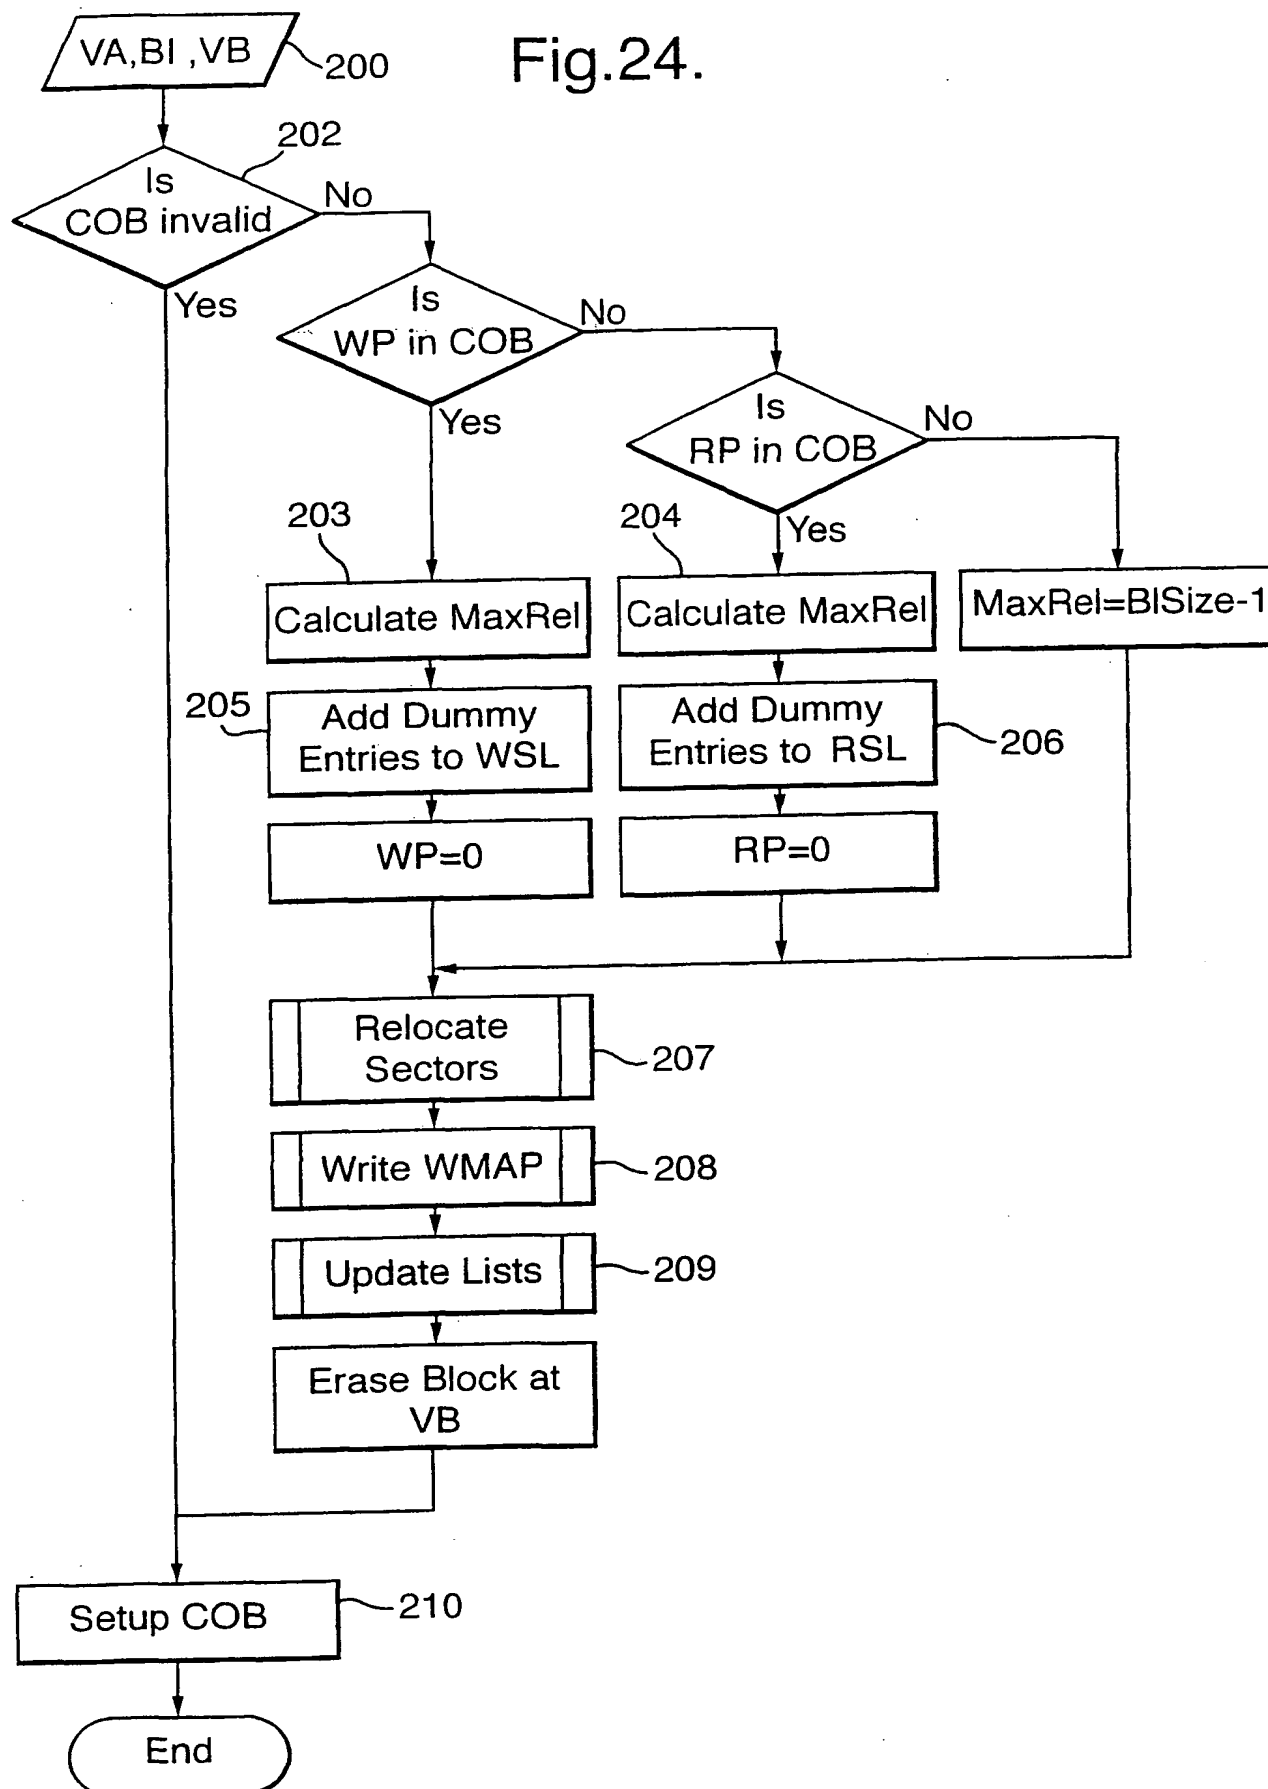 Fig.24.
VA,BI ,VB
200
202
Is
COB invalid
No
Yes
Is
WP in COB
No
Yes
Is
RP in COB
No
Yes
203
204
Calculate MaxRel
Calculate MaxRel
MaxRel=BISize-1
205
Add Dummy
Entries to WSL
Add Dummy
Entries to RSL
206
WP=0
RP=0
Relocate
Sectors
207
Write WMAP
208
Update Lists
209
Erase Block at
VB
Setup COB
210
End